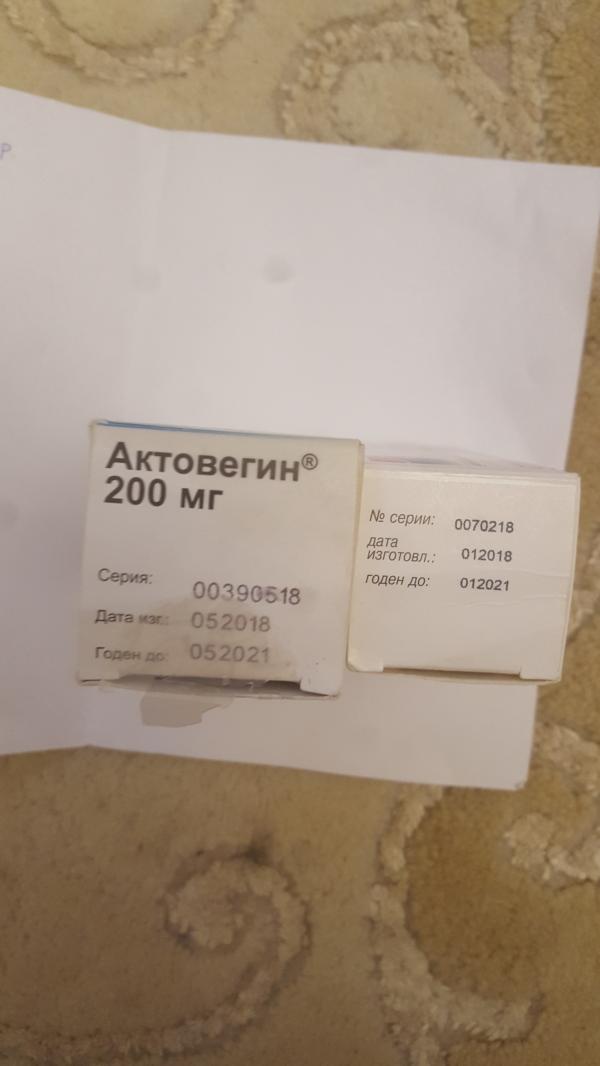 Актовегин®
200 мг
Серия: 00390518
Дата изг.: 052018
Годен до: 052021
№ серии: 0070218
дата
изготовл.: 012018
годен до: 012021